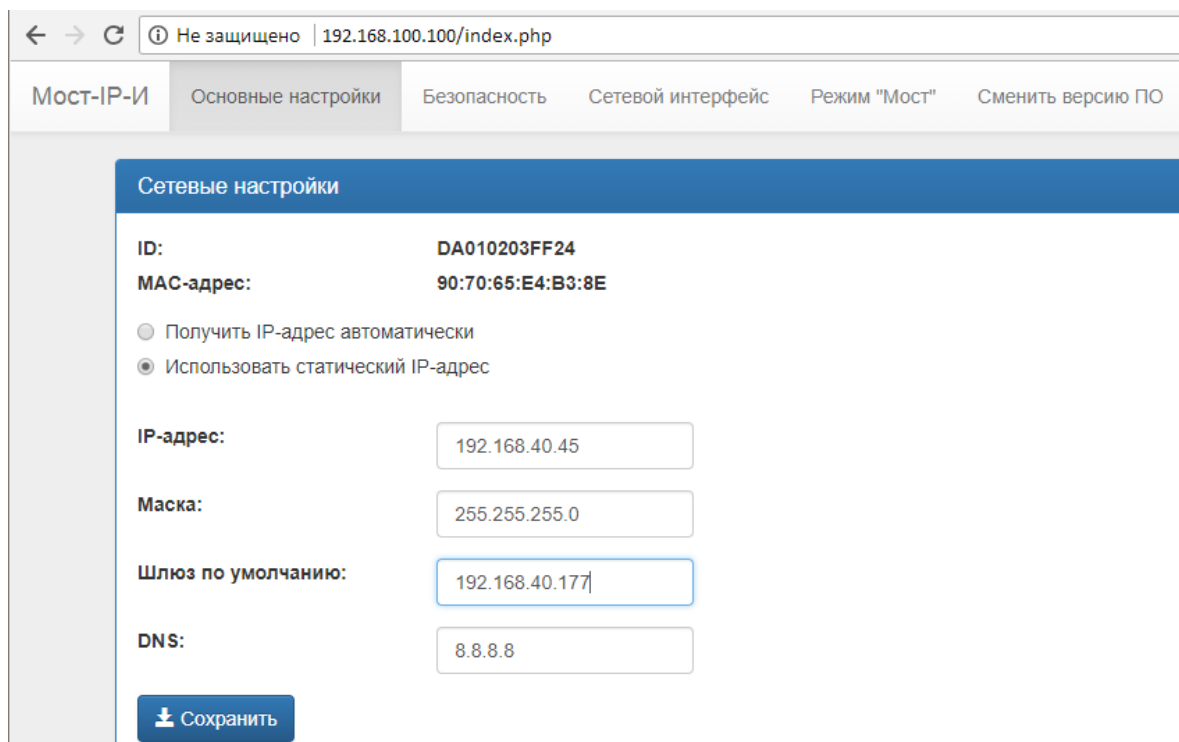 Не защищено 192.168.100.100/index.php
Мост-IP-И Основные настройки Безопасность Сетевой интерфейс Режим "Мост" Сменить версию ПО
Сетевые настройки
ID: DA010203FF24
MAC-адрес: 90:70:65:E4:B3:8E
Получить IP-адрес автоматически
Использовать статический IP-адрес
IP-адрес: 192.168.40.45
Маска: 255.255.255.0
Шлюз по умолчанию: 192.168.40.177
DNS: 8.8.8.8
Сохранить